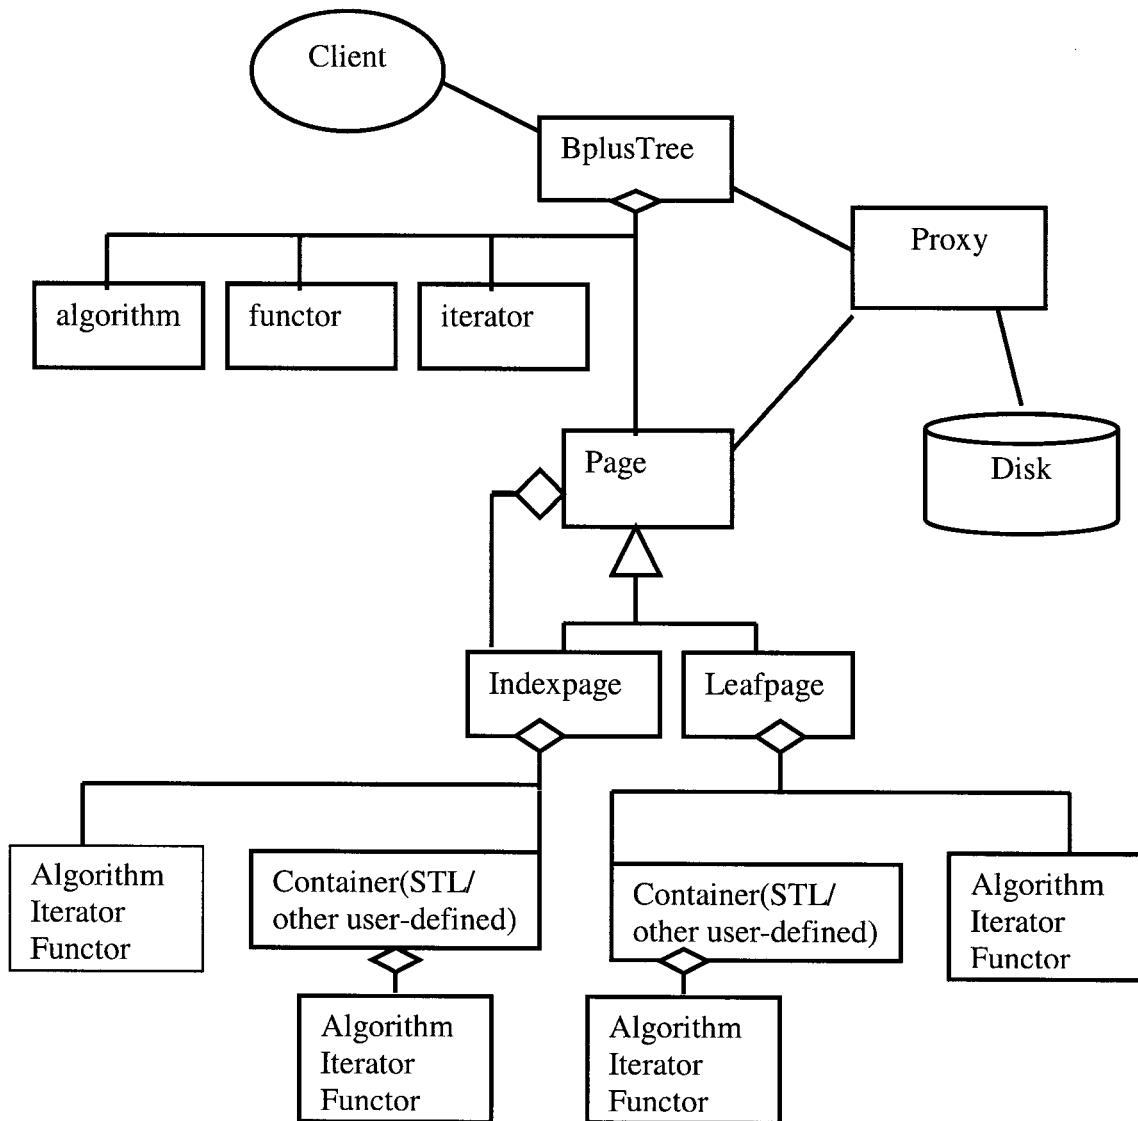 Client
BplusTree
Proxy
algorithm
functor
iterator
Page
Disk
Indexpage
Leafpage
Algorithm
Iterator
Functor
Container(STL/
other user-defined)
Container(STL/
other user-defined)
Algorithm
Iterator
Functor
Algorithm
Iterator
Functor
Algorithm
Iterator
Functor